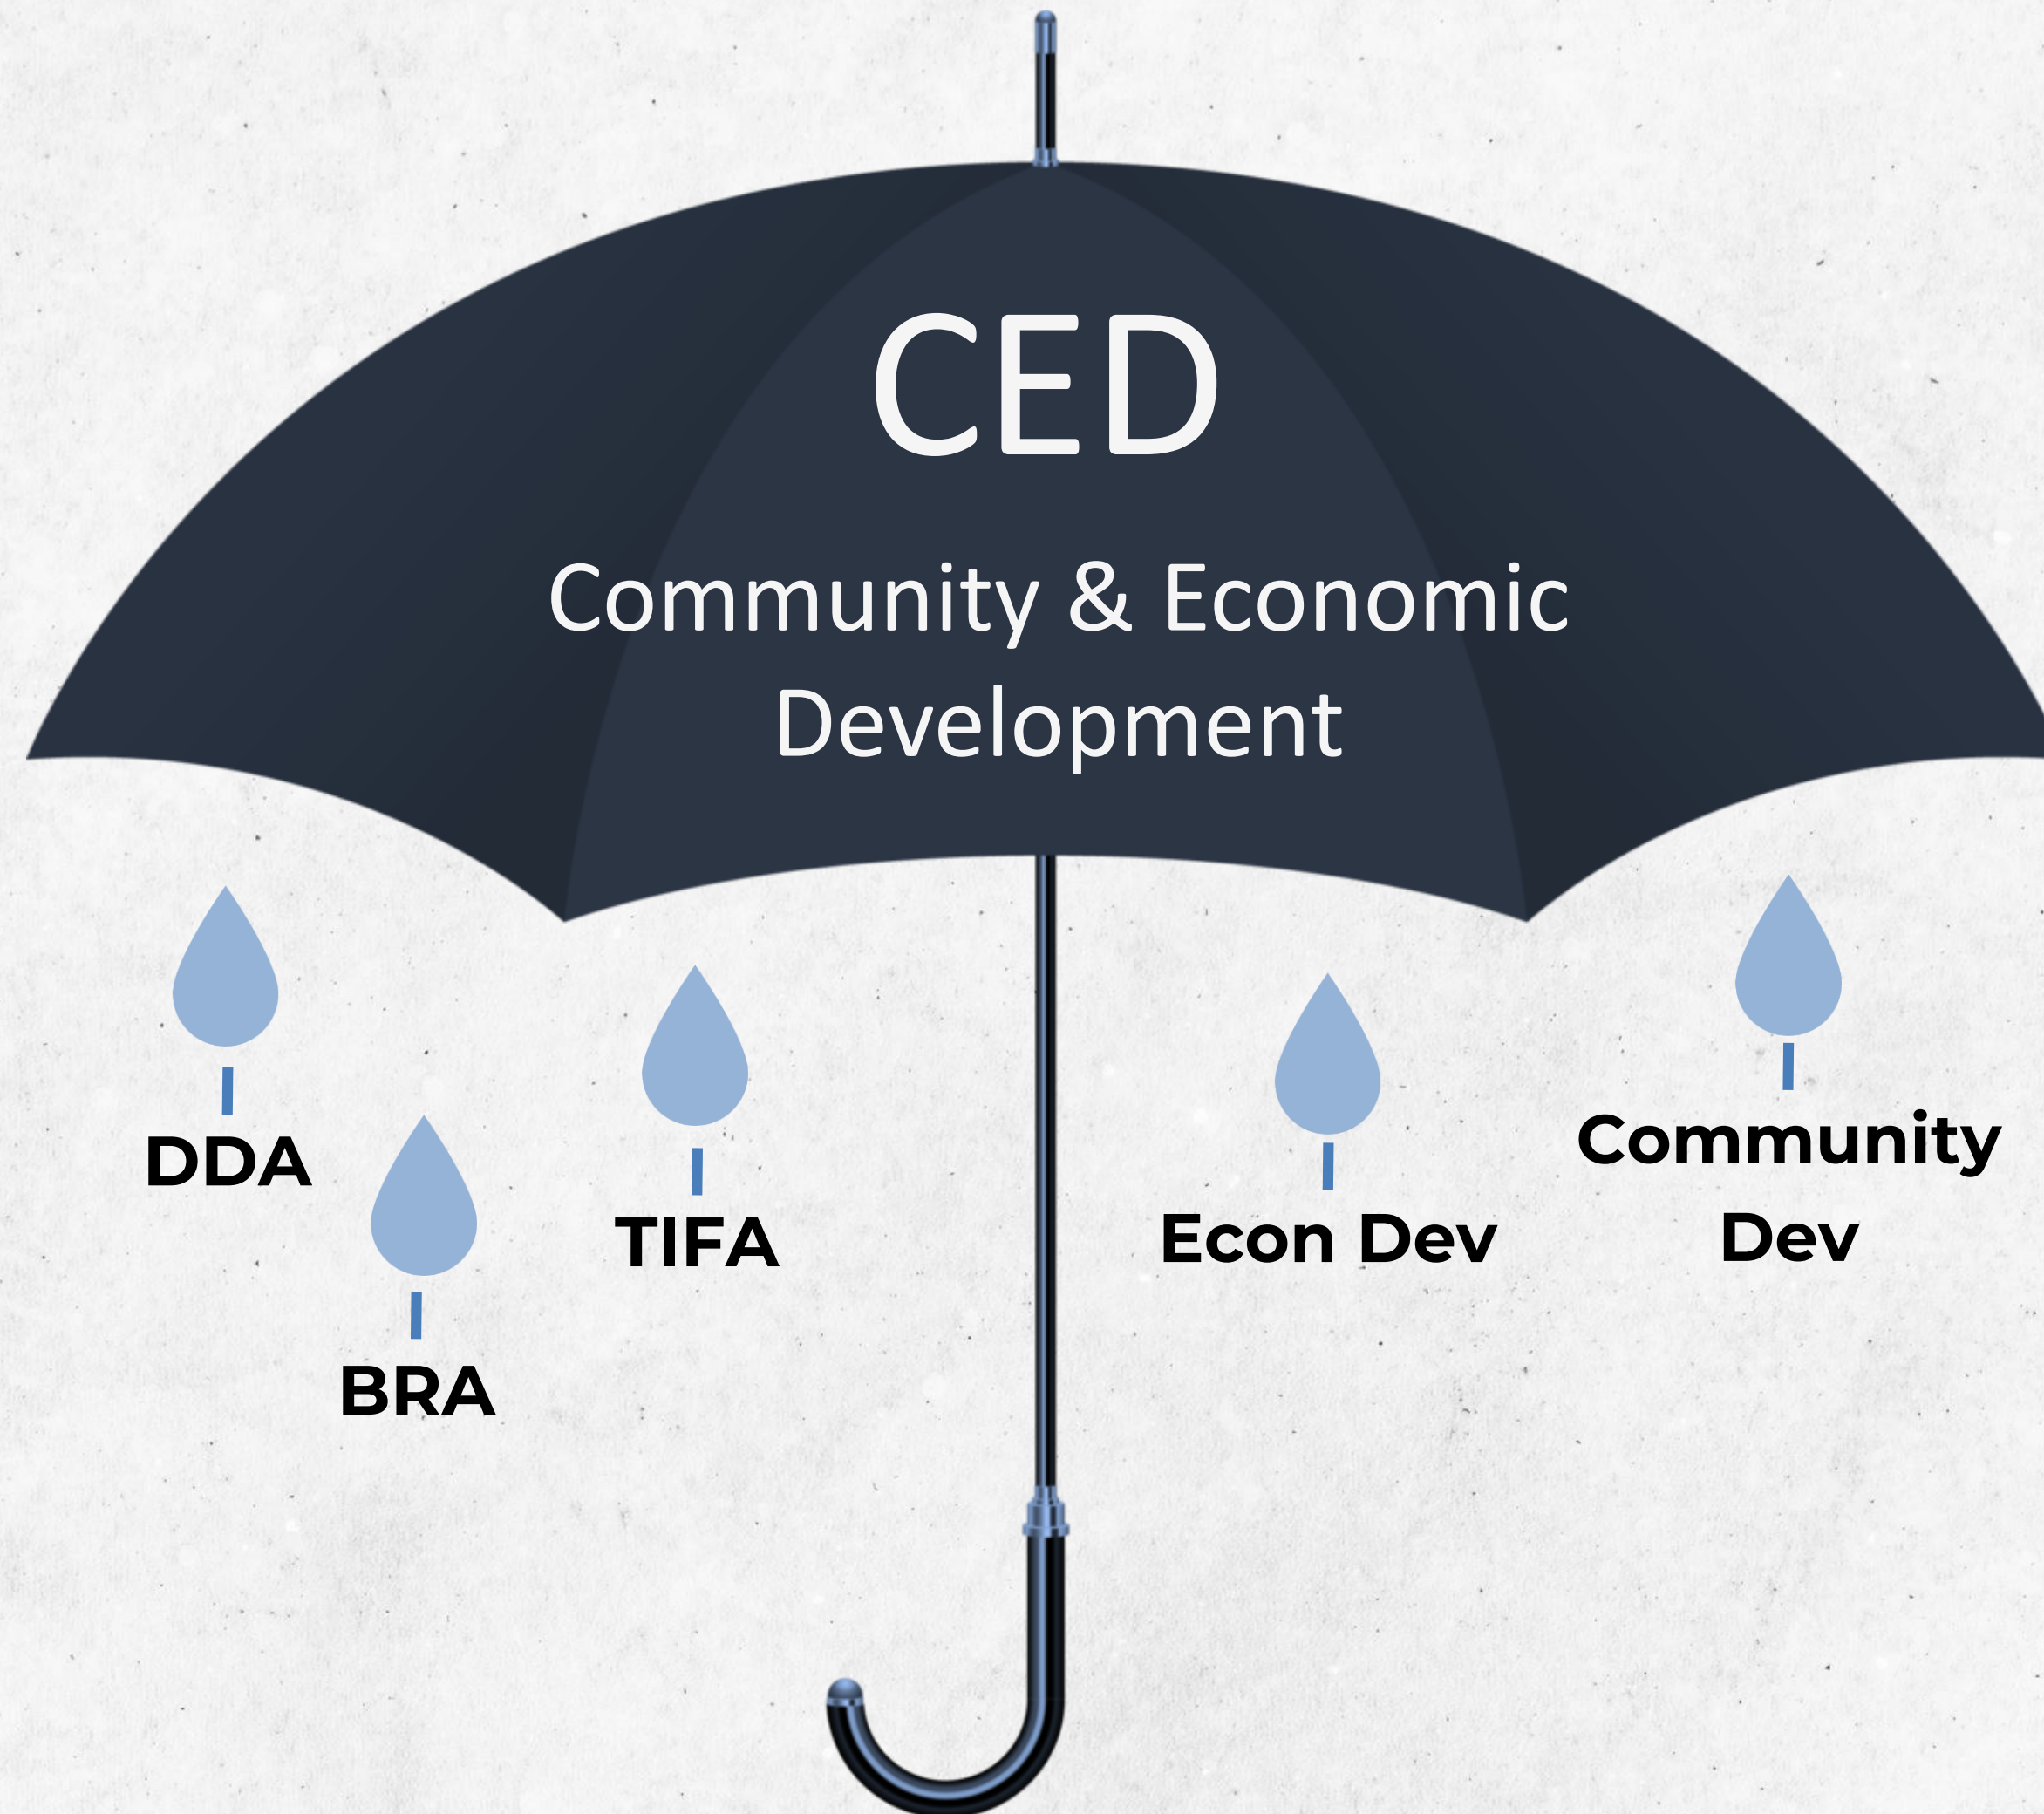 CED
Community & Economic
Development
DDA
BRA
TIFA
Econ Dev
Community
Dev